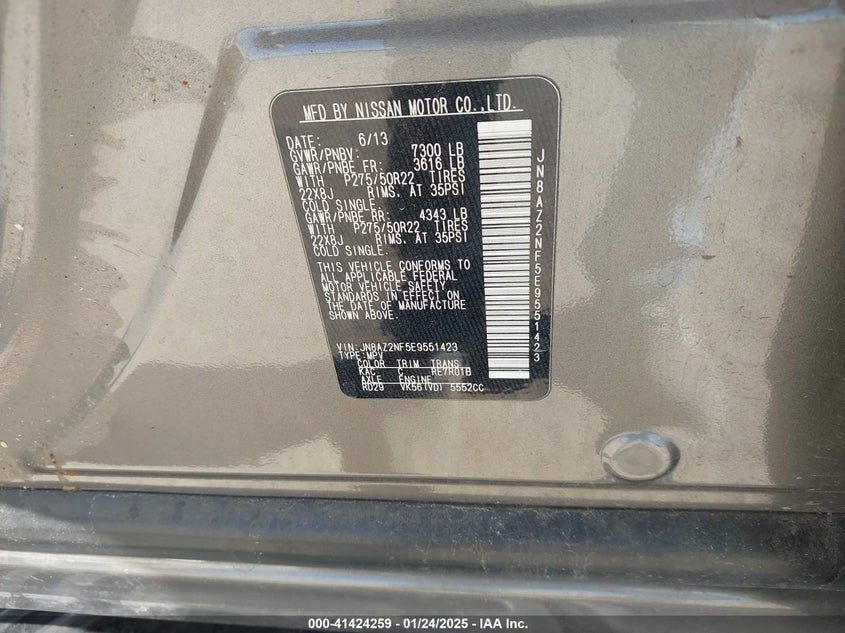 MFD BY NISSAN MOTOR CO.,LTD.
DATE: 6/13
GVWR/PNBV: 7300 LB
GAWR/PNBE FR: 3616 LB
WITH P275/50R22 TIRES
22X8J RIMS. AT 35PSI
COLD SINGLE.
GAWR/PNBE RR: 4343 LB
WITH P275/50R22 TIRES
22X8J RIMS. AT 35PSI
COLD SINGLE.
THIS VEHICLE CONFORMS TO
ALL APPLICABLE FEDERAL
MOTOR VEHICLE SAFETY
STANDARDS IN EFFECT ON
THE DATE OF MANUFACTURE
SHOWN ABOVE.
VIN:JN8AZ2NF5E9551423
TYPE:MPV
COLOR TRIM TRANS
KAC C RE7R01B
AXLE ENGINE
RD29 VK56(VD) 5552CC
JN8AZ2NF5E9551423
000-41424259 - 01/24/2025 - IAA Inc.